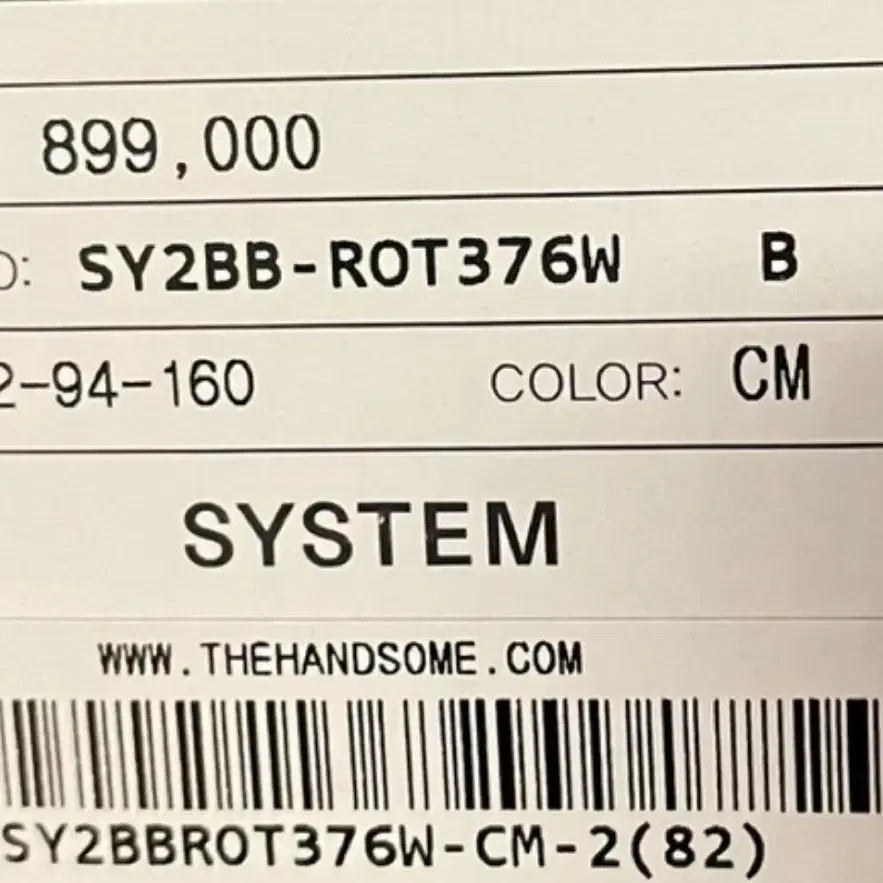 899,000
D: SY2BB-ROT376W B
2-94-160 COLOR: CM
SYSTEM
WWW.THEHANDSOME.COM
SY2BBROT376W-CM-2(82)